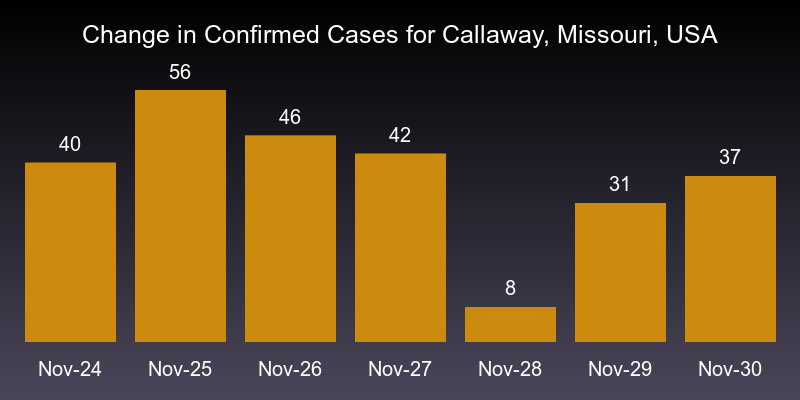 Change in Confirmed Cases for Callaway, Missouri, USA
40
56
46
42
8
31
37
Nov-24
Nov-25
Nov-26
Nov-27
Nov-28
Nov-29
Nov-30